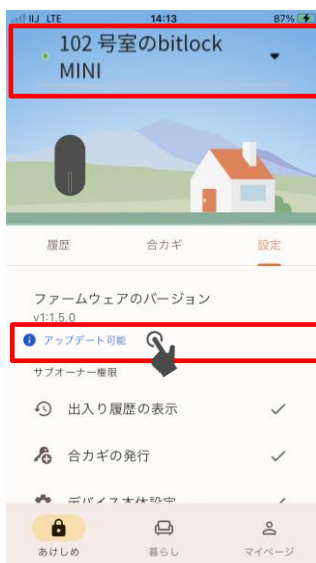 IIJ LTE 14:13 87%
102 号室のbitlock
MINI
履歴 合カギ 設定
ファームウェアのバージョン
v1:1.5.0
アップデート可能
サブオーナー権限
出入り履歴の表示
合カギの発行
デバイス本体設定
あけしめ 暮らし マイページ